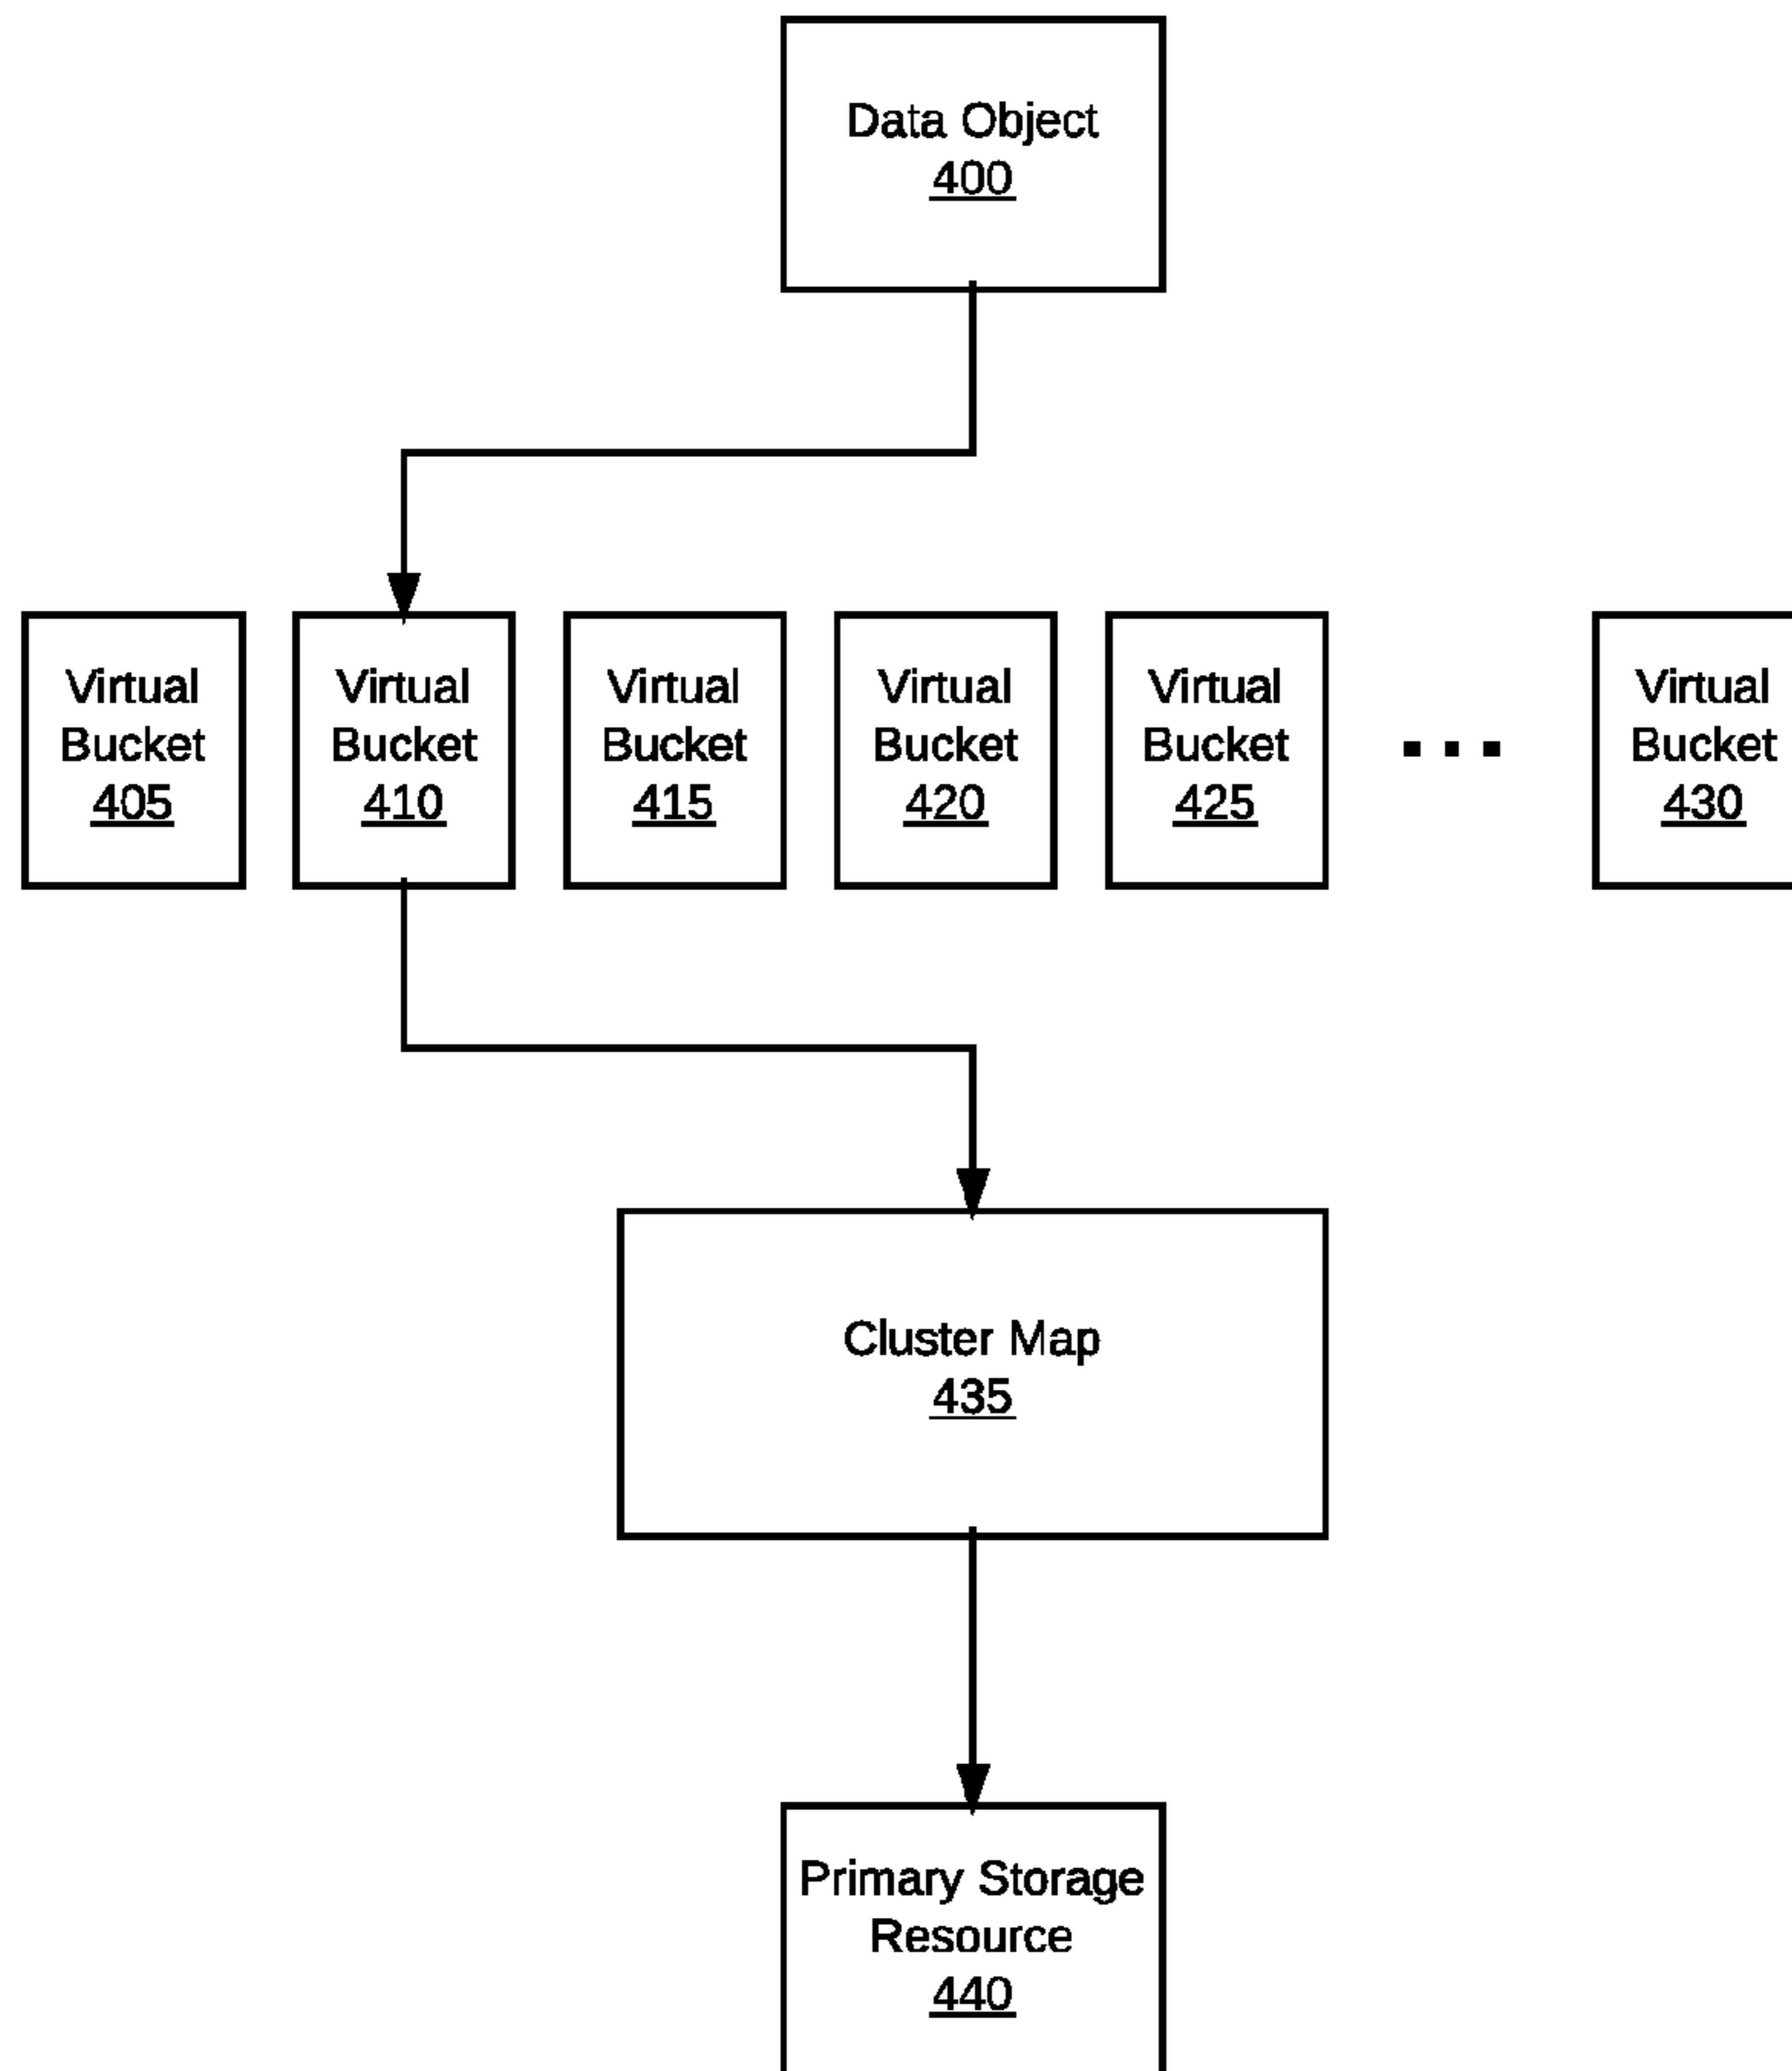 Data Object
400
Virtual
Bucket
405
Virtual
Bucket
410
Virtual
Bucket
415
Virtual
Bucket
420
Virtual
Bucket
425
...
Virtual
Bucket
430
Cluster Map
435
Primary Storage
Resource
440